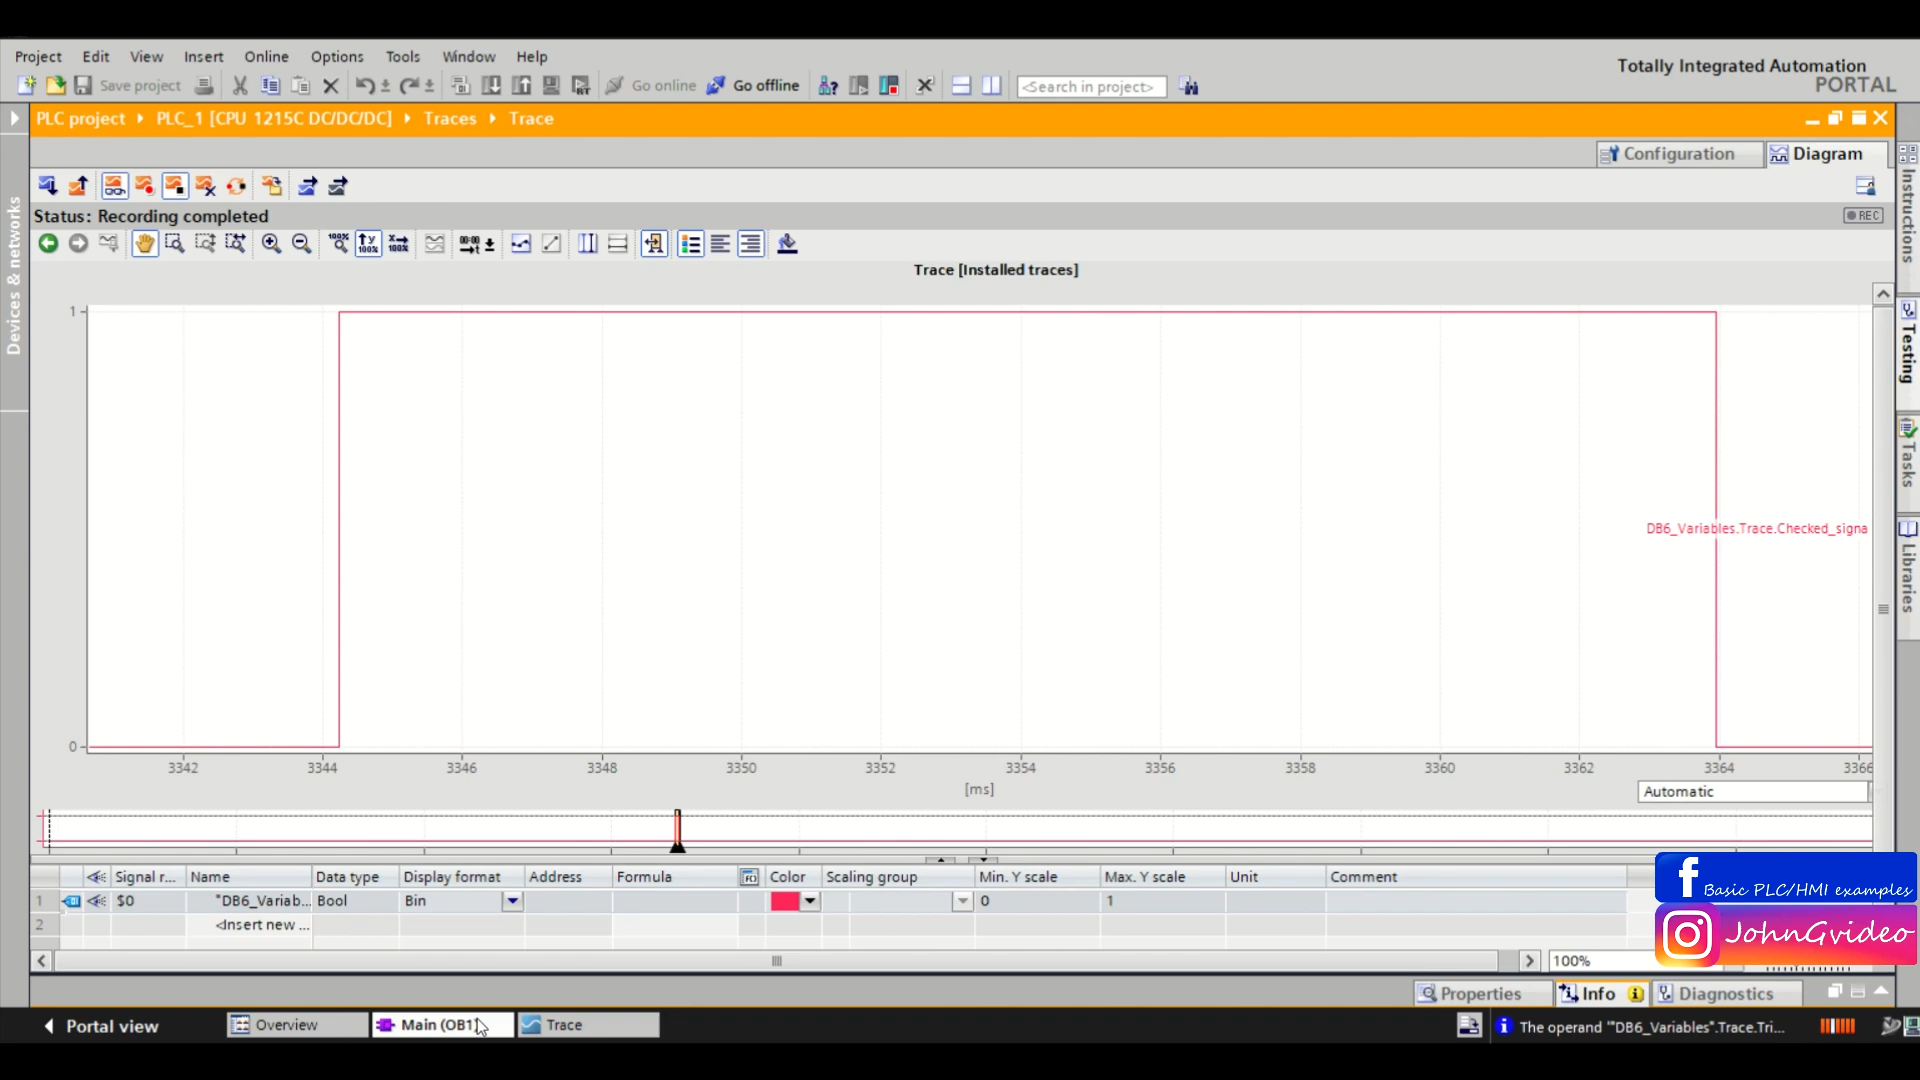 Project Edit View Insert Online Options Tools Window Help
Totally Integrated Automation
PORTAL
Save project Go online Go offline <Search in project>
PLC project PLC_1 [CPU 1215C DC/DC/DC] Traces Trace
Configuration Diagram
Status: Recording completed
REC
Trace [Installed traces]
1
DB6_Variables.Trace.Checked_signa
0
3342 3344 3346 3348 3350 3352 3354 3356 3358 3360 3362 3364 3366
[ms]
Automatic
Signal r... Name Data type Display format Address Formula Color Scaling group Min. Y scale Max. Y scale Unit Comment
1 $0 "DB6_Variab... Bool Bin 0 1
2 <Insert new ...
100%
Basic PLC/HMI examples
JohnGvideo
Properties Info Diagnostics
Portal view Overview Main (OB1) Trace The operand '"DB6_Variables".Trace.Tri...
Devices & networks
Instructions
Testing
Tasks
Libraries